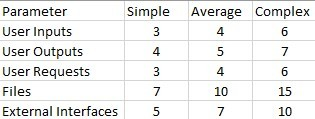 Parameter Simple Average Complex
User Inputs 3 4 6
User Outputs 4 5 7
User Requests 3 4 6
Files 7 10 15
External Interfaces 5 7 10